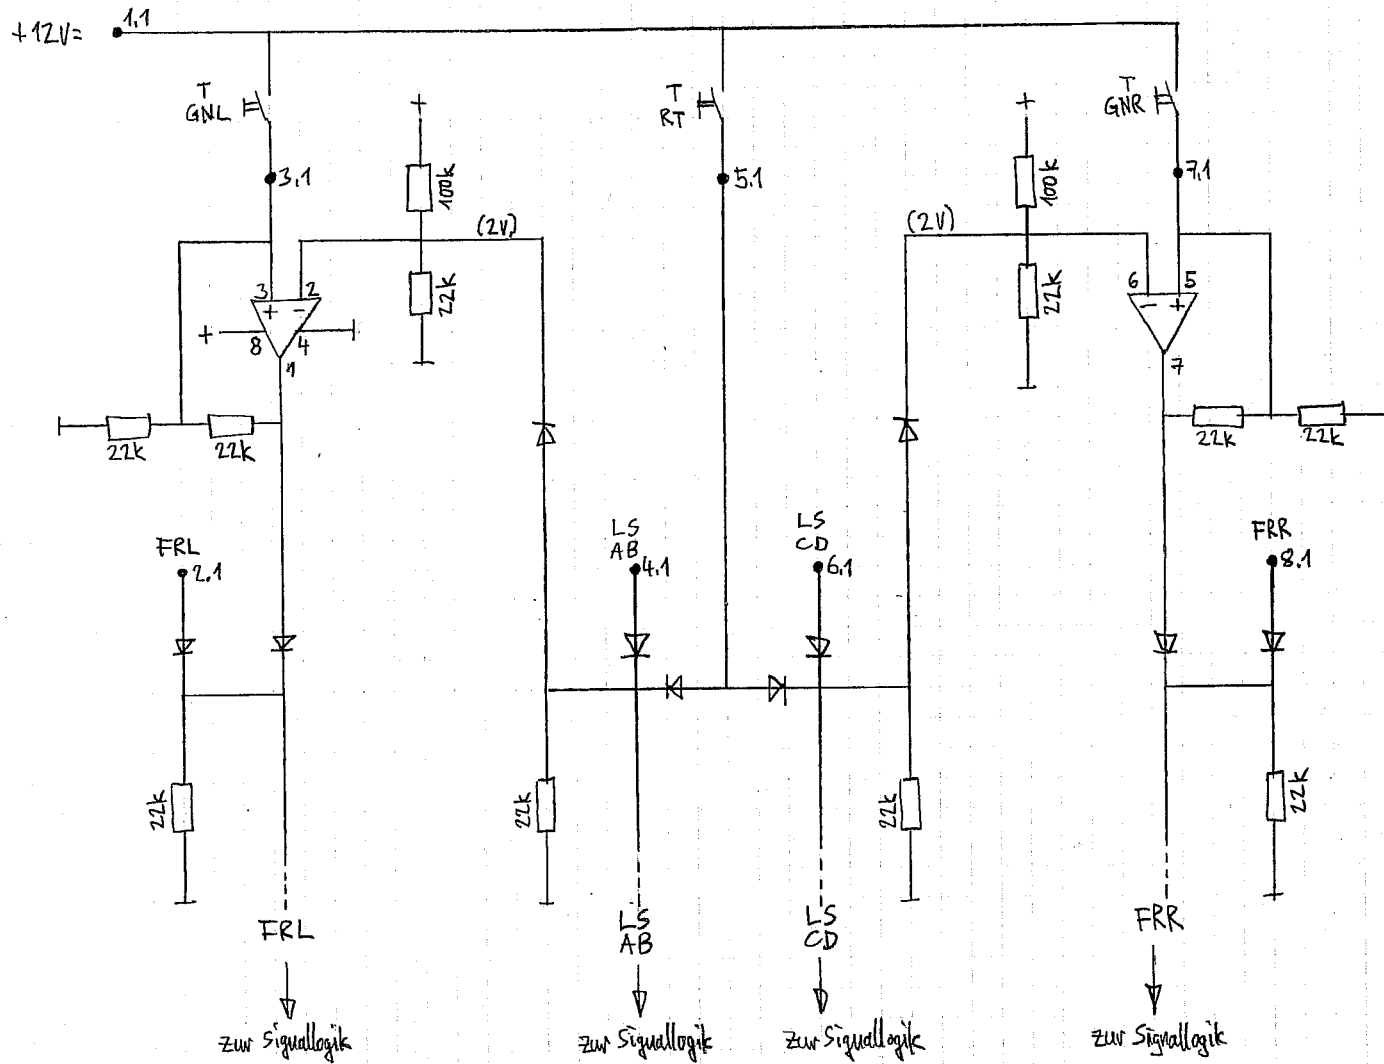 +12V=
1.1
T
GNL
T
RT
T
GNR
+
+
3.1
100k
5.1
100k
7.1
(2V)
(2V)
3
2
+
-
22k
22k
6
5
-
+
+
8
4
1
7
22k
22k
22k
22k
FRL
2.1
LS
AB
4.1
LS
CD
6.1
FRR
8.1
22k
22k
22k
22k
FRL
LS
AB
LS
CD
FRR
zur Signallogik
zur Signallogik
zur Signallogik
zur Signallogik